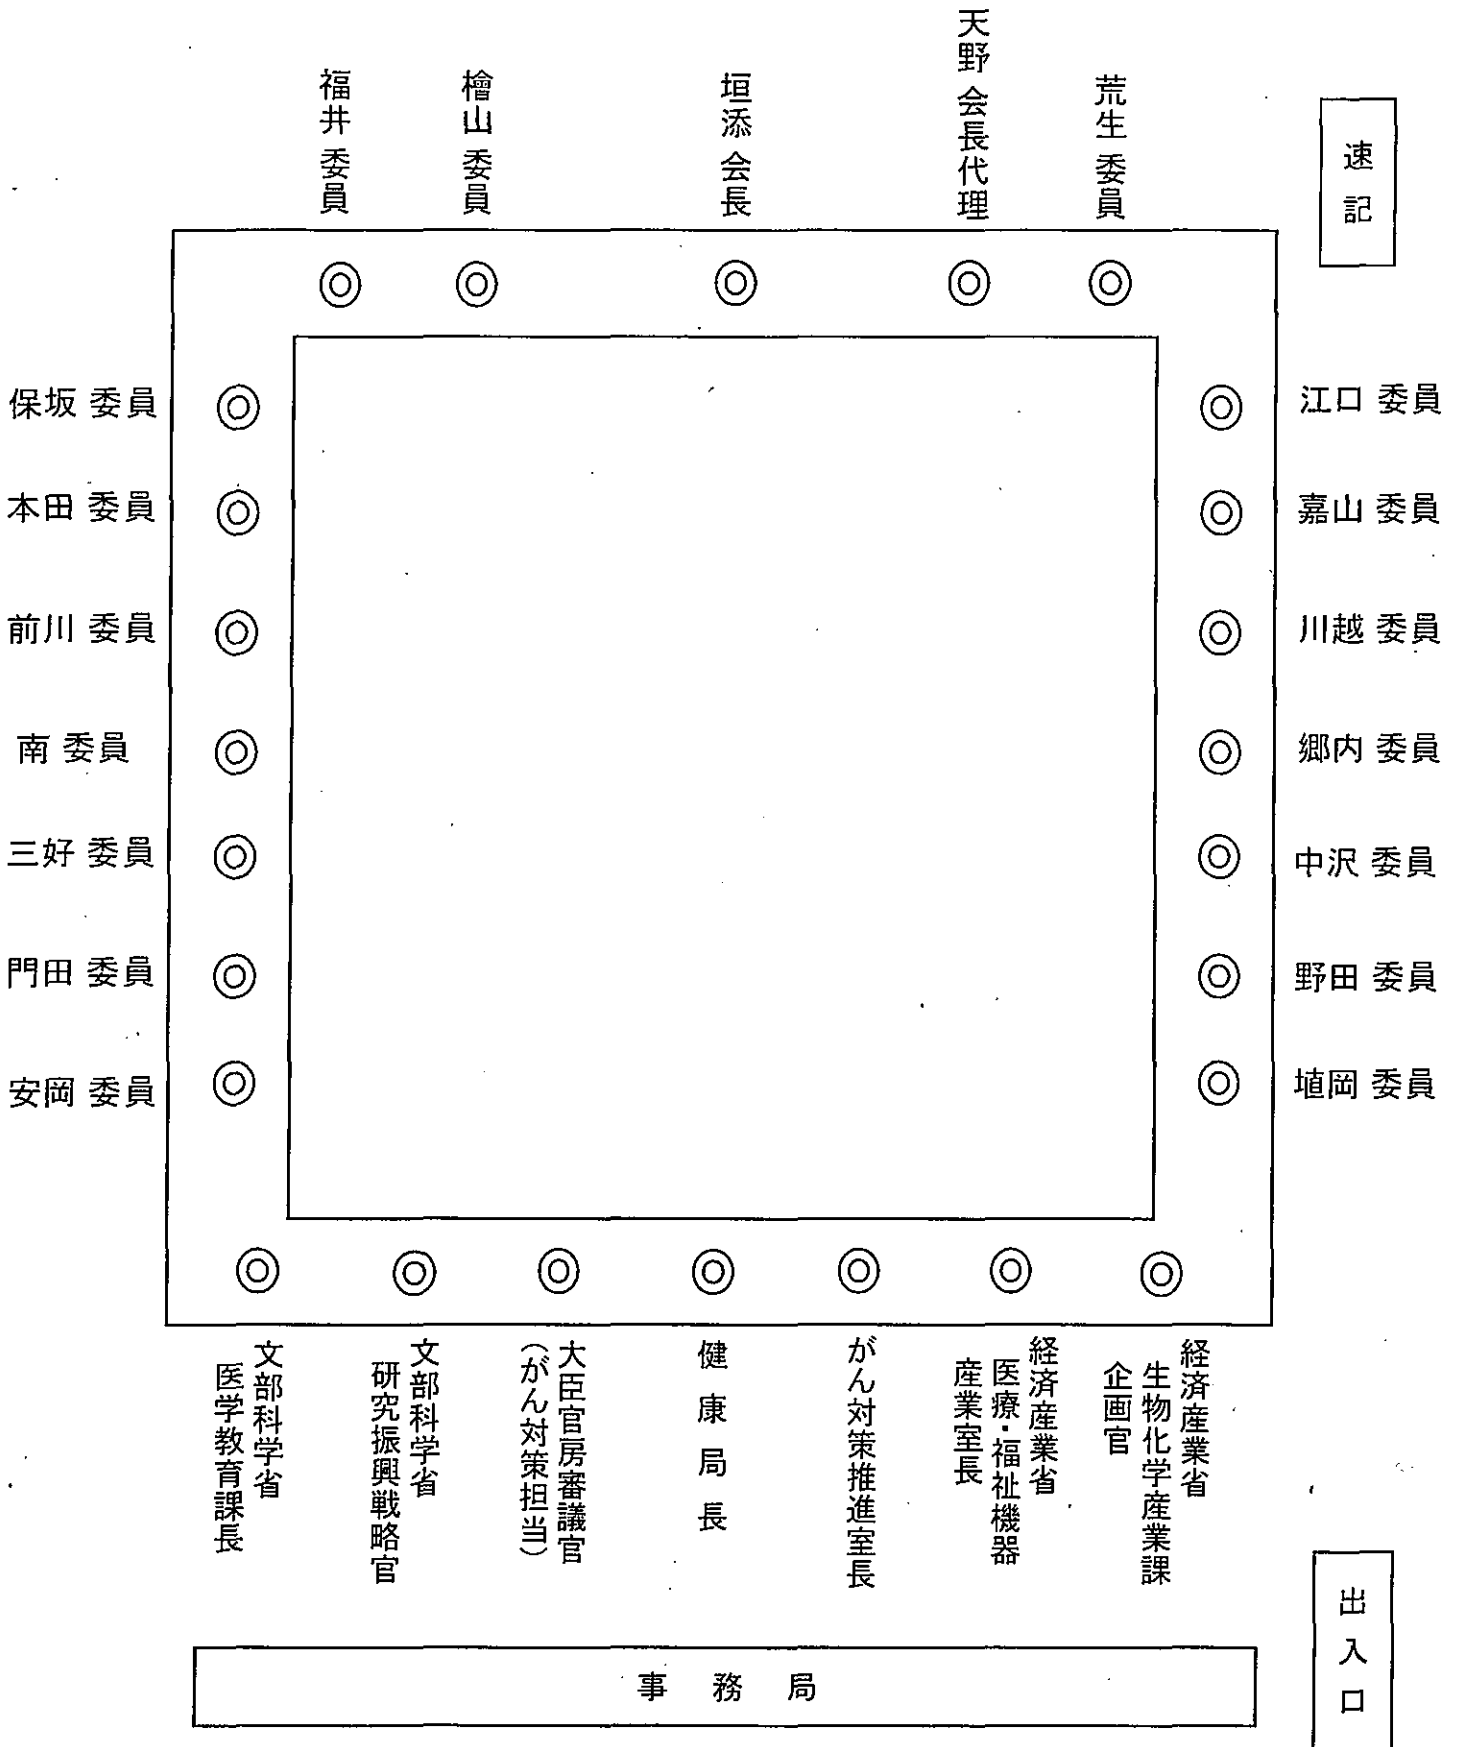 福井 委員
檜山 委員
垣添 会長
天野 会長代理
荒生 委員
速記
保坂 委員
本田 委員
前川 委員
南 委員
三好 委員
門田 委員
安岡 委員
江口 委員
嘉山 委員
川越 委員
郷内 委員
中沢 委員
野田 委員
埴岡 委員
文部科学省
医学教育課長
文部科学省
研究振興戦略官
大臣官房審議官
(がん対策担当)
健康局長
がん対策推進室長
経済産業省
医療・福祉機器
産業室長
経済産業省
生物化学産業課
企画官
事務局
出入口